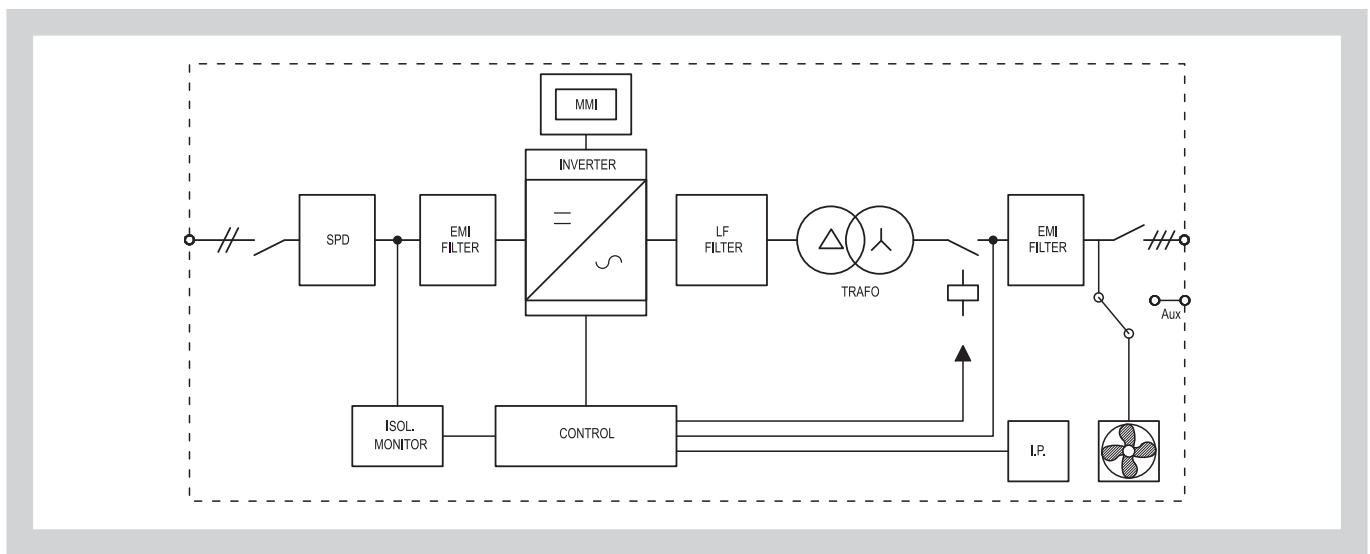 MMI
INVERTER
SPD
EMI
FILTER
LF
FILTER
TRAFO
EMI
FILTER
Aux
ISOL.
MONITOR
CONTROL
I.P.